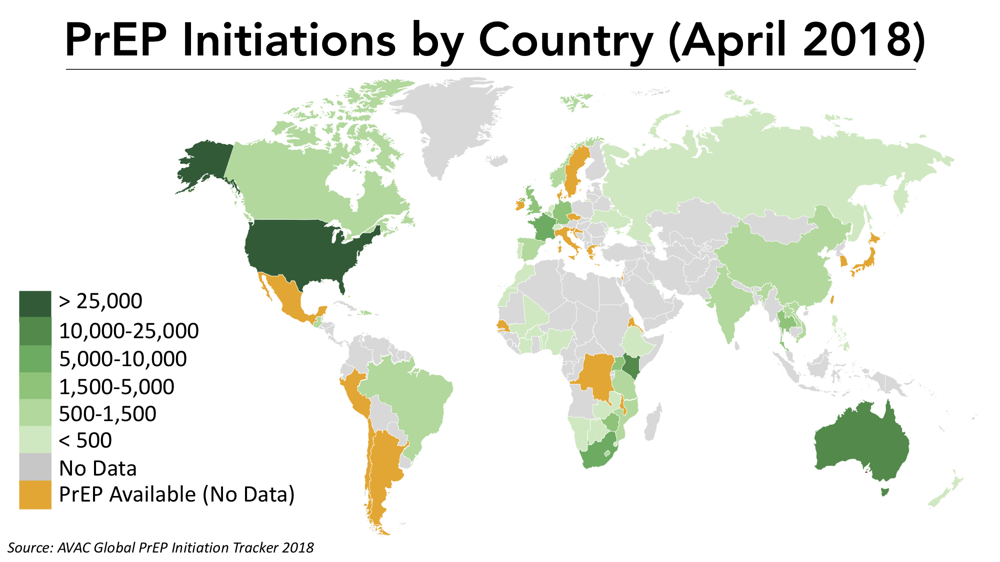 PrEP Initiations by Country (April 2018)
> 25,000
10,000-25,000
5,000-10,000
1,500-5,000
500-1,500
< 500
No Data
PrEP Available (No Data)
Source: AVAC Global PrEP Initiation Tracker 2018